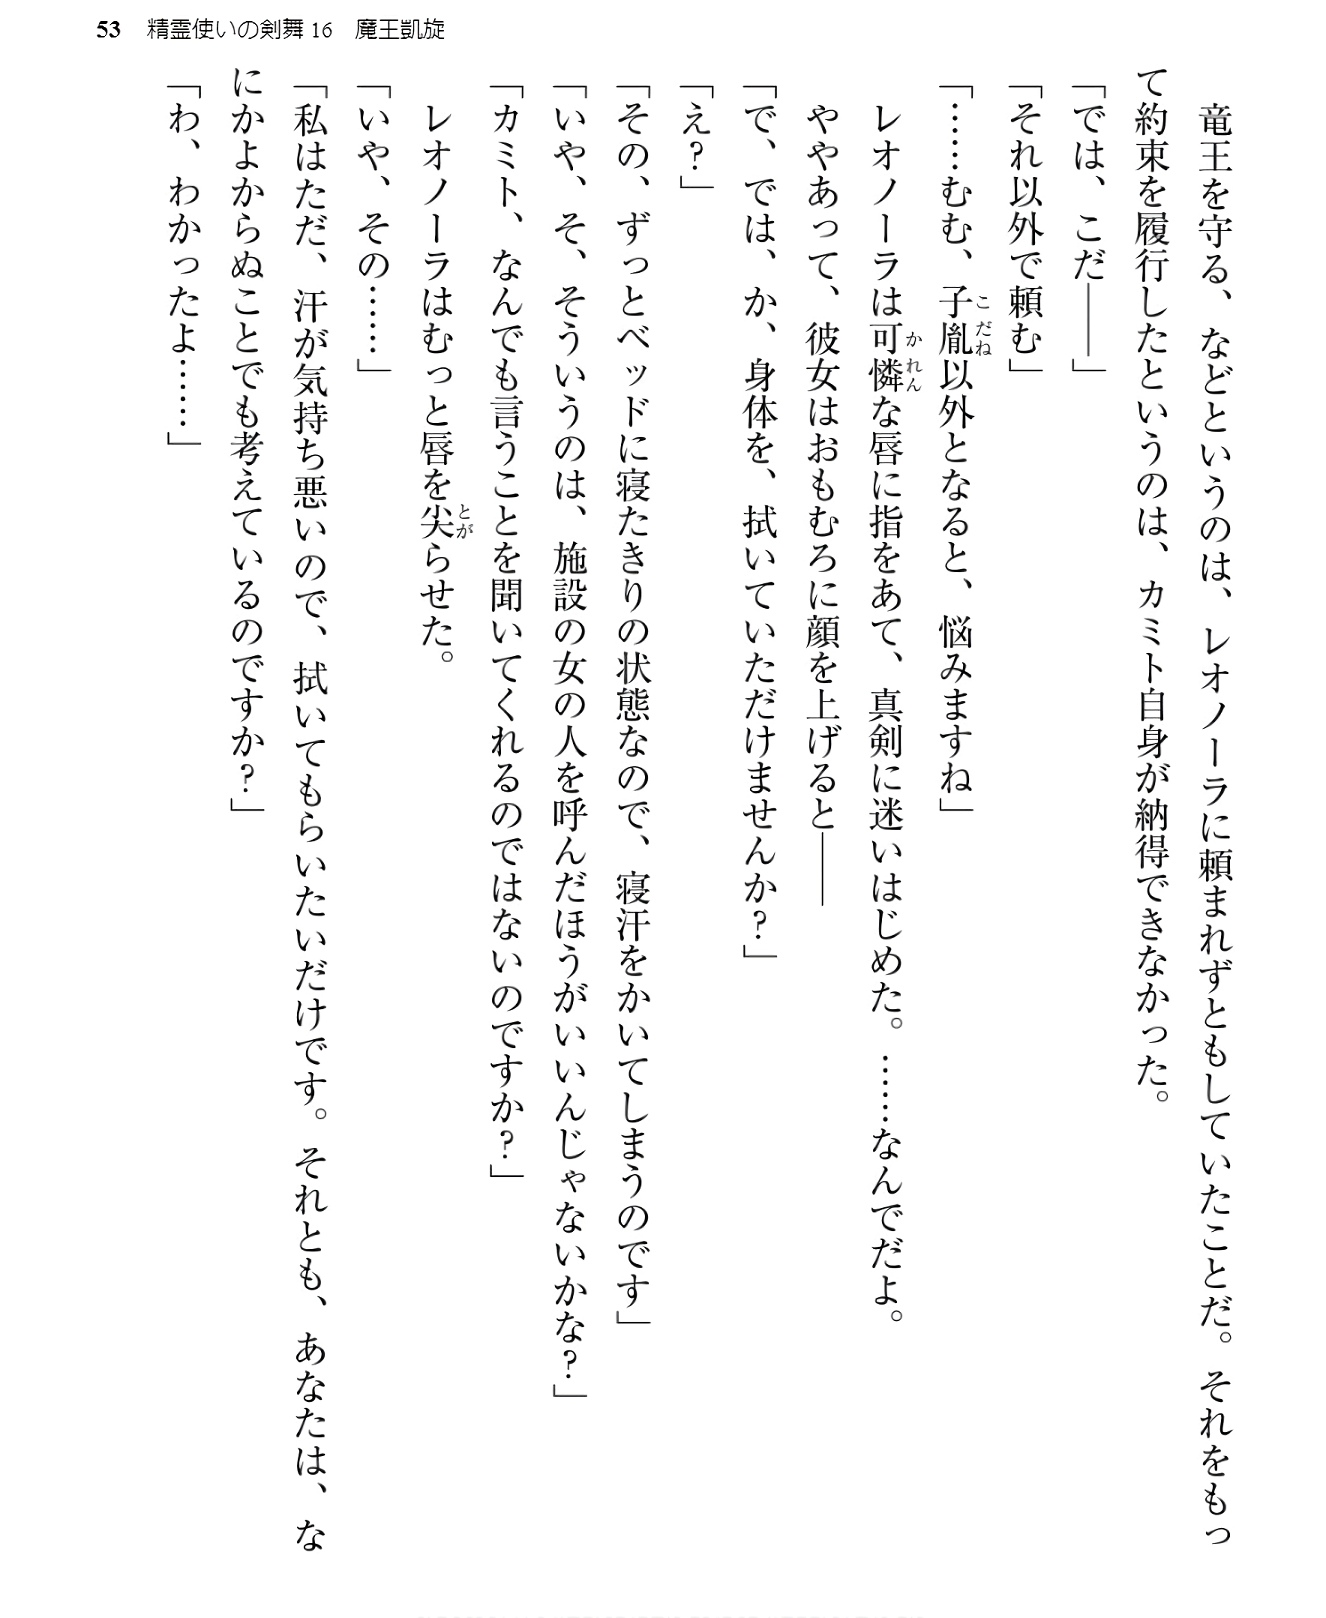 53 精霊使いの剣舞16 魔王凱旋
　竜王を守る、などというのは、レオノーラに頼まれずともしていたことだ。それをもっ
て約束を履行したというのは、カミト自身が納得できなかった。
「では、こだ――」
「それ以外で頼む」
「……むむ、子胤以外となると、悩みますね」
　レオノーラは可憐な唇に指をあて、真剣に迷いはじめた。……なんでだよ。
　ややあって、彼女はおもむろに顔を上げると――
「で、では、か、身体を、拭いていただけませんか？」
「え？」
「その、ずっとベッドに寝たきりの状態なので、寝汗をかいてしまうのです」
「いや、そ、そういうのは、施設の女の人を呼んだほうがいいんじゃないかな？」
「カミト、なんでも言うことを聞いてくれるのではないのですか？」
　レオノーラはむっと唇を尖らせた。
「いや、その……」
「私はただ、汗が気持ち悪いので、拭いてもらいたいだけです。それとも、あなたは、な
にかよからぬことでも考えているのですか？」
「わ、わかったよ……」